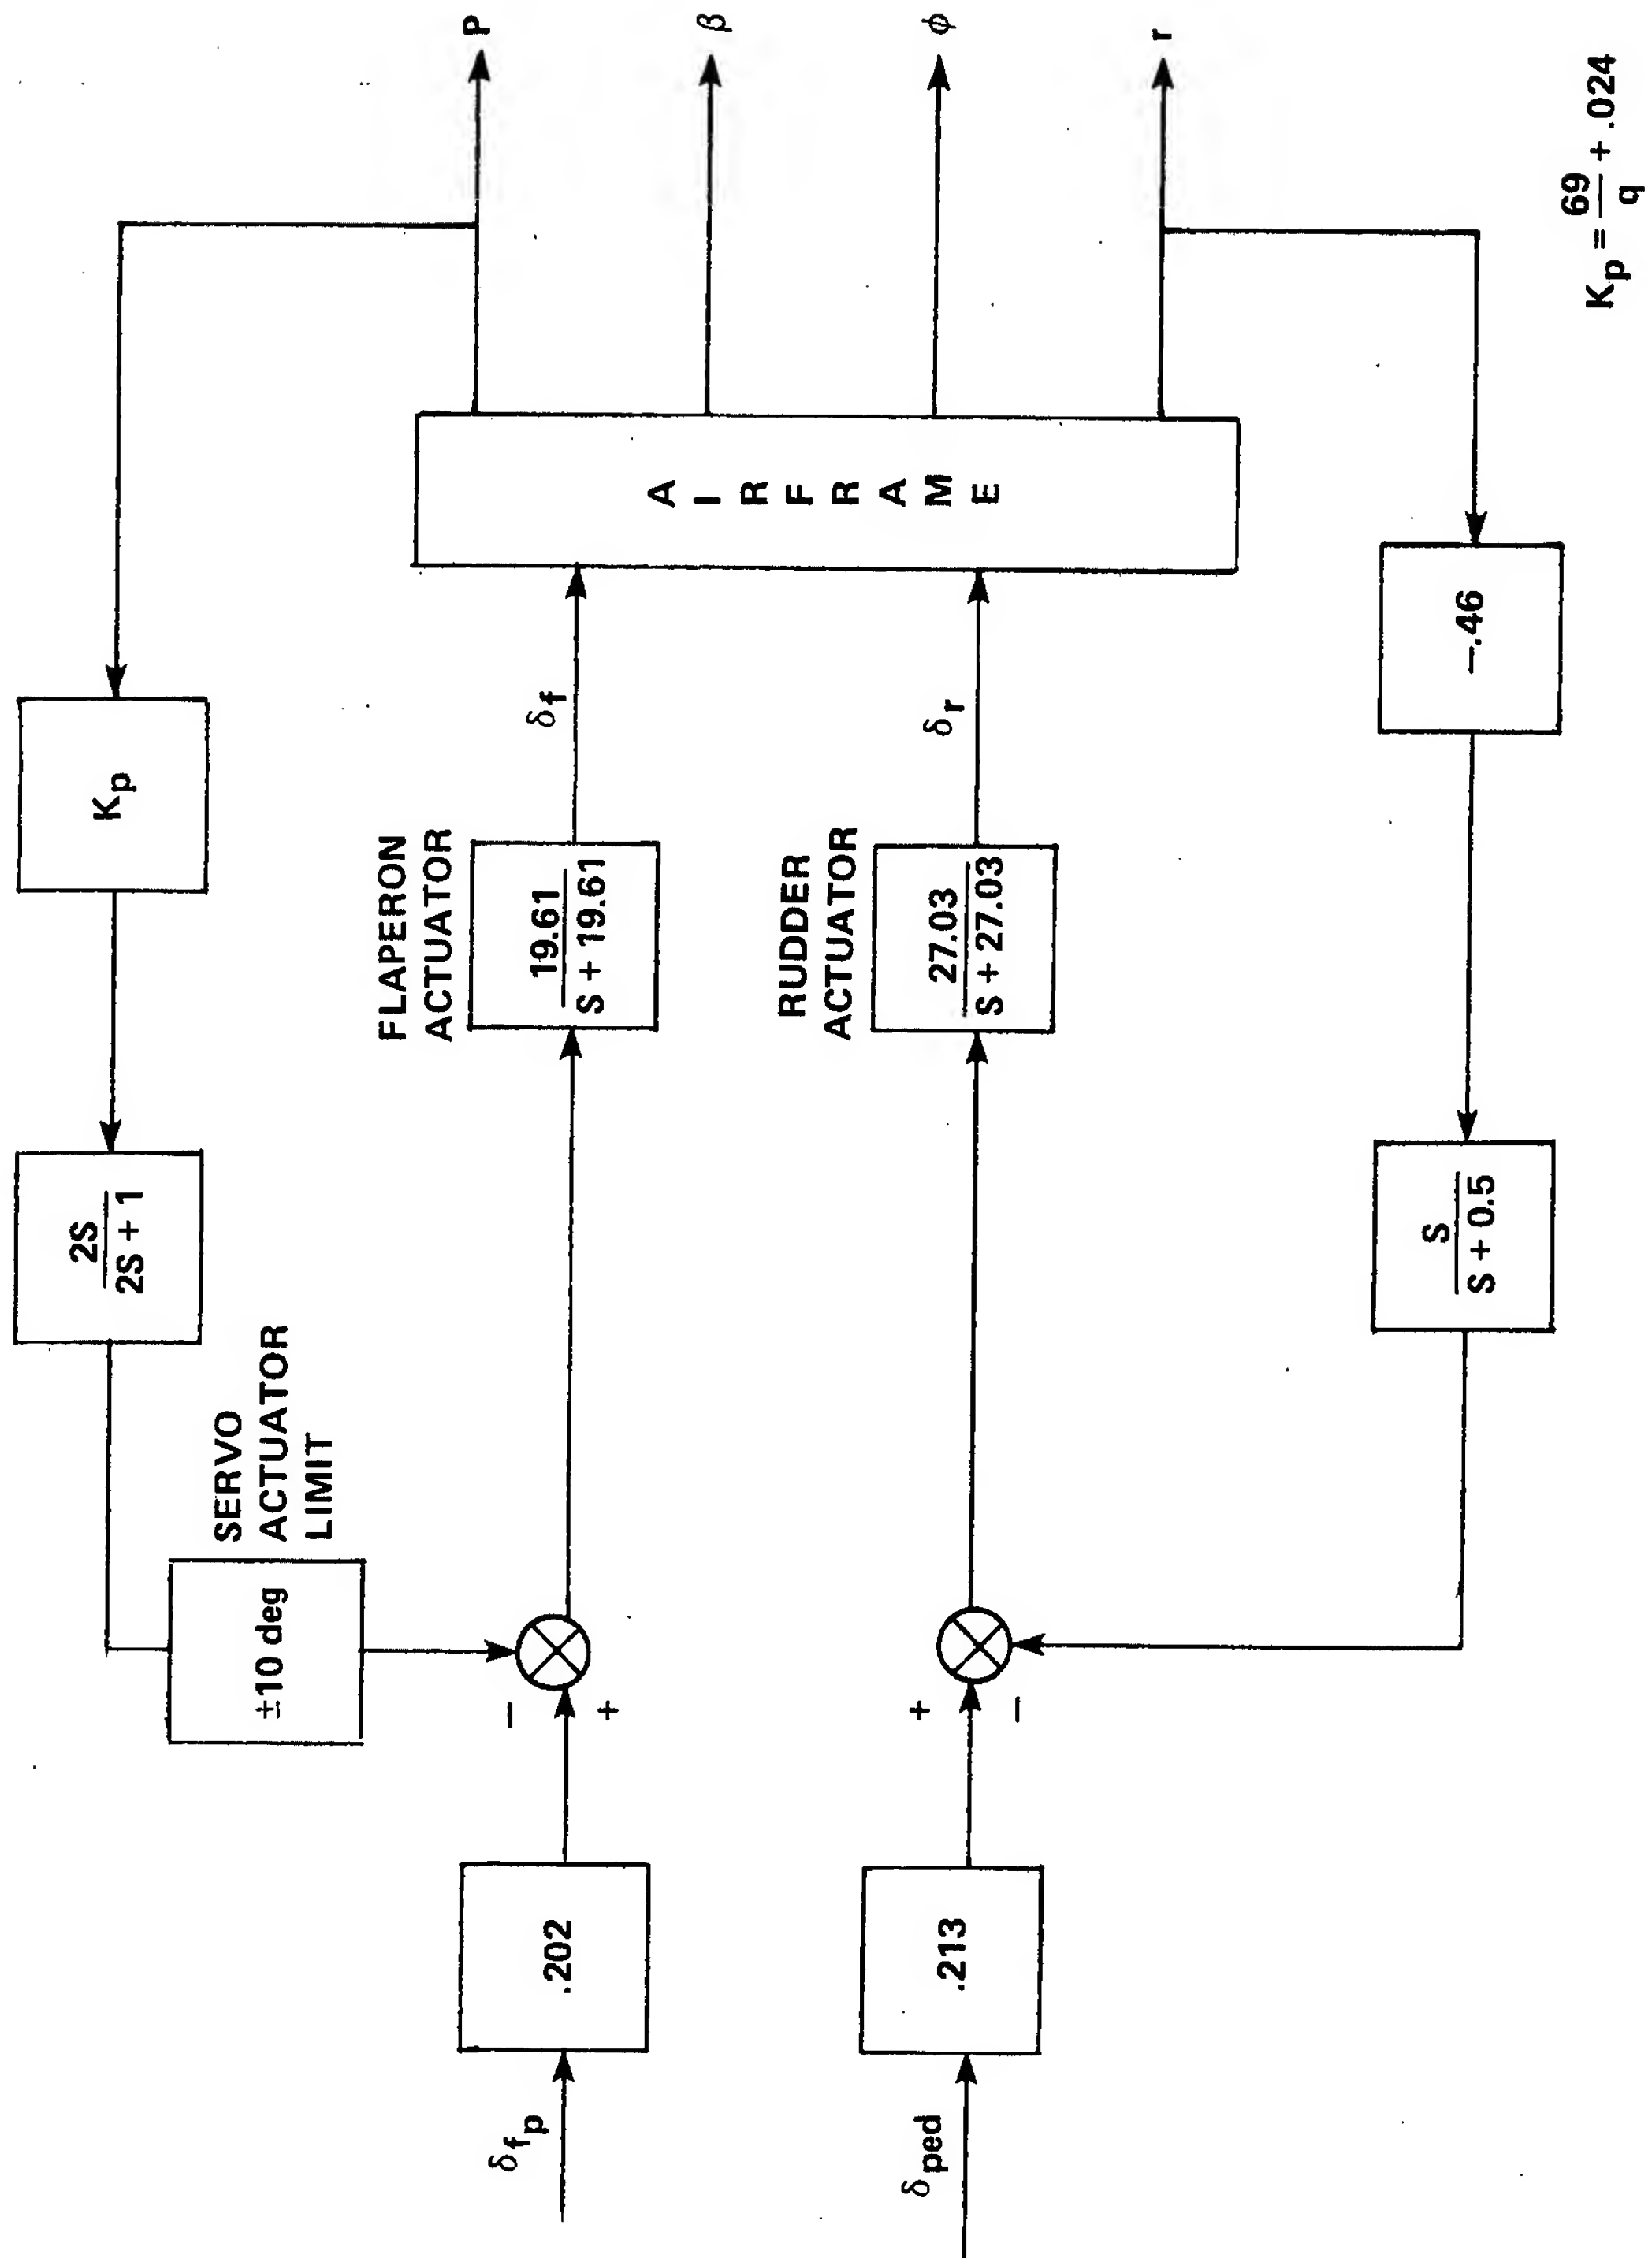 Kp
2S
2S + 1
SERVO
ACTUATOR
LIMIT
±10 deg
P
δfp
.202
−
+
FLAPERON
ACTUATOR
19.61
S + 19.61
δf
β
AIRFRAME
δped
.213
+
−
RUDDER
ACTUATOR
27.03
S + 27.03
δr
ϕ
r
S
S + 0.5
−.46
Kp = 69/q + .024